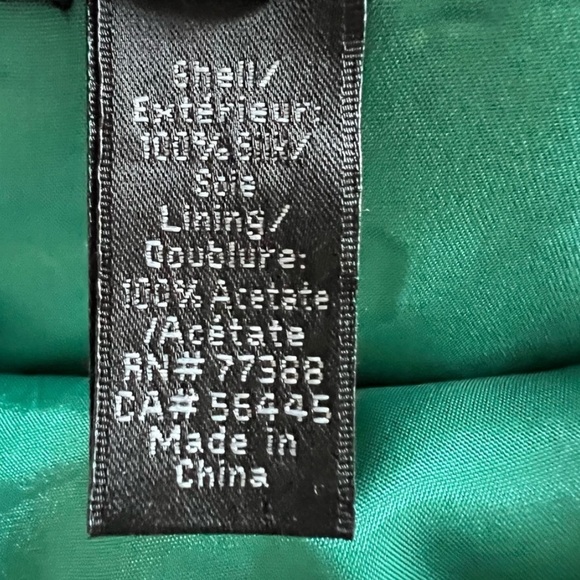 Shell/
Extérieur:
100% Silk/
Soie
Lining/
Doublure:
100% Acetate
/Acétate
RN# 77388
CA# 56445
Made in
China